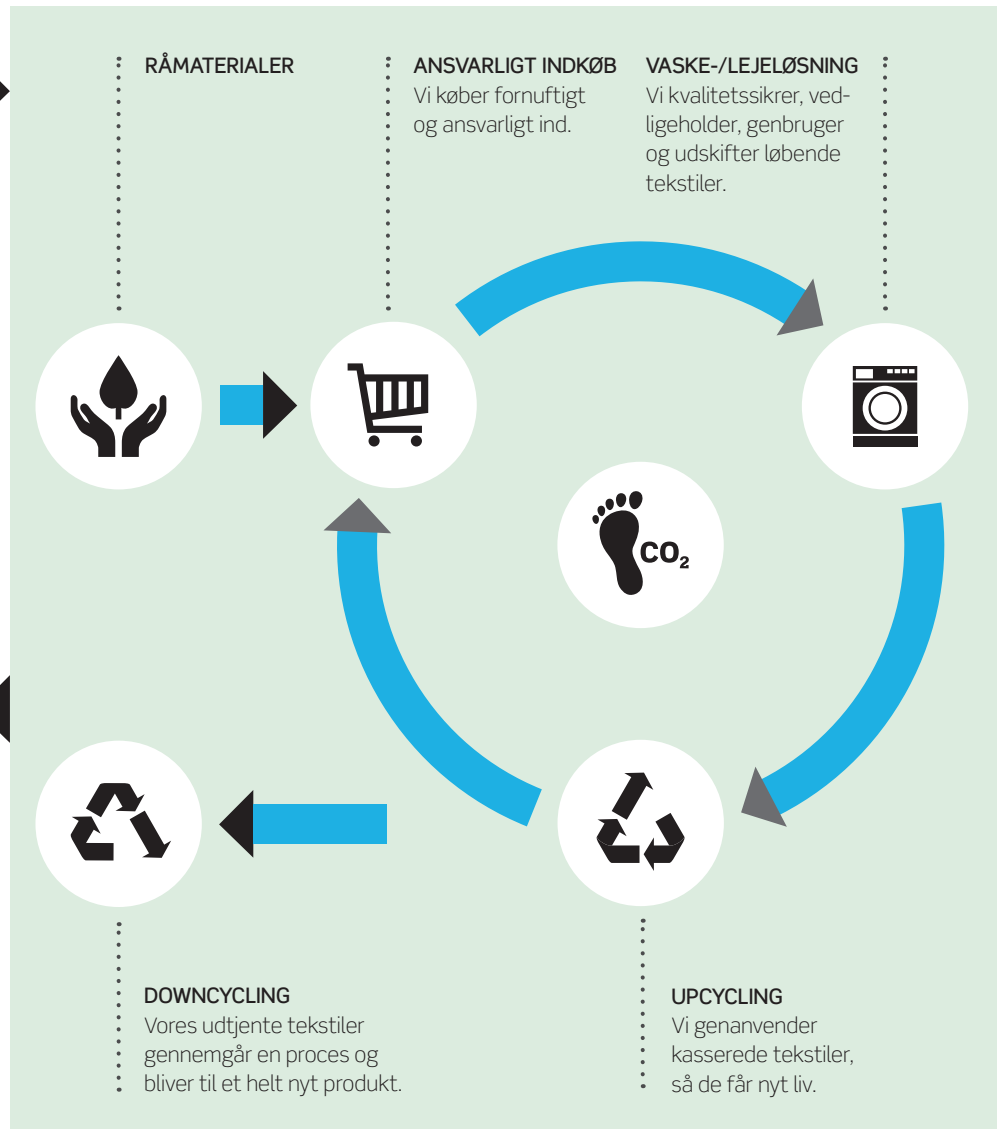 RÅMATERIALER
ANSVARLIGT INDKØB
Vi køber fornuftigt
og ansvarligt ind.
VASKE-/LEJELØSNING
Vi kvalitetssikrer, ved-
ligeholder, genbruger
og udskifter løbende
tekstiler.
CO₂
DOWNCYCLING
Vores udtjente tekstiler
gennemgår en proces og
bliver til et helt nyt produkt.
UPCYCLING
Vi genanvender
kasserede tekstiler,
så de får nyt liv.